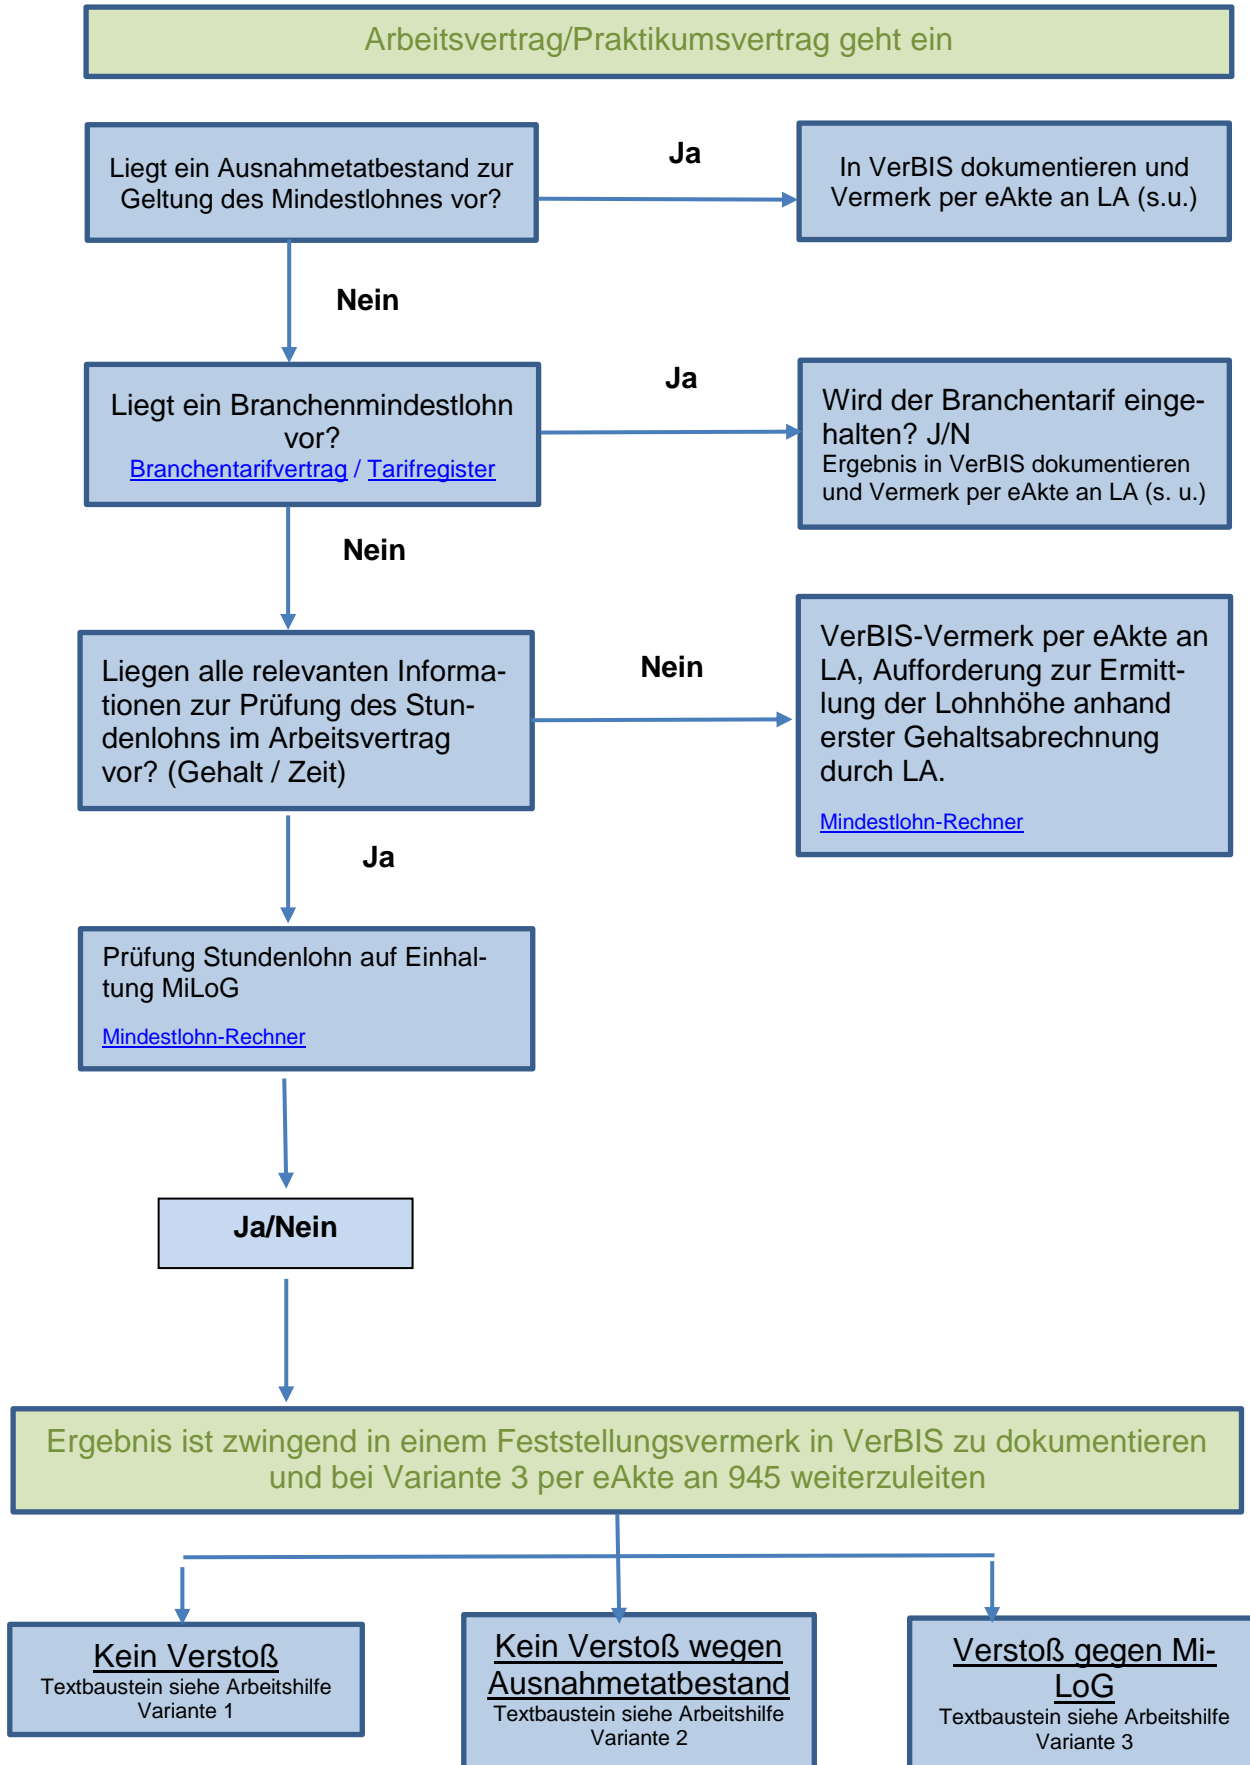 Arbeitsvertrag/Praktikumsvertrag geht ein
Liegt ein Ausnahmetatbestand zur
Geltung des Mindestlohnes vor?
Ja
In VerBIS dokumentieren und
Vermerk per eAkte an LA (s.u.)
Nein
Liegt ein Branchenmindestlohn
vor?
Branchentarifvertrag / Tarifregister
Ja
Wird der Branchentarif einge-
halten? J/N
Ergebnis in VerBIS dokumentieren
und Vermerk per eAkte an LA (s. u.)
Nein
Liegen alle relevanten Informa-
tionen zur Prüfung des Stun-
denlohns im Arbeitsvertrag
vor? (Gehalt / Zeit)
Nein
VerBIS-Vermerk per eAkte an
LA, Aufforderung zur Ermitt-
lung der Lohnhöhe anhand
erster Gehaltsabrechnung
durch LA.
Mindestlohn-Rechner
Ja
Prüfung Stundenlohn auf Einhal-
tung MiLoG
Mindestlohn-Rechner
Ja/Nein
Ergebnis ist zwingend in einem Feststellungsvermerk in VerBIS zu dokumentieren
und bei Variante 3 per eAkte an 945 weiterzuleiten
Kein Verstoß
Textbaustein siehe Arbeitshilfe
Variante 1
Kein Verstoß wegen
Ausnahmetatbestand
Textbaustein siehe Arbeitshilfe
Variante 2
Verstoß gegen Mi-
LoG
Textbaustein siehe Arbeitshilfe
Variante 3